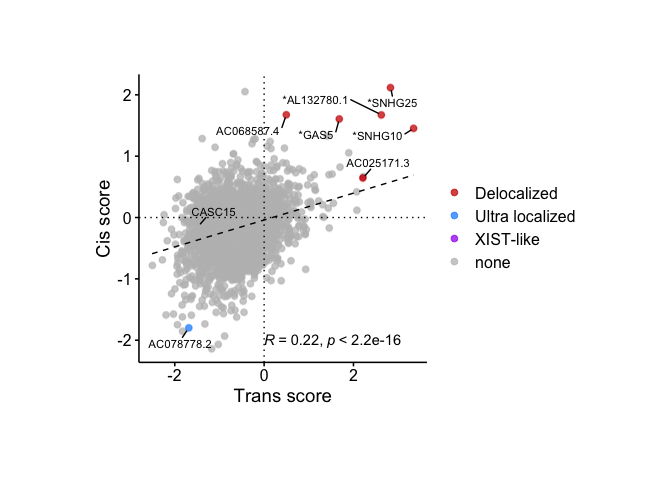 Cis score
2
1
0
-1
-2
*AL132780.1
*SNHG25
AC068587.4
*GAS5
*SNHG10
AC025171.3
CASC15
AC078778.2
R = 0.22, p < 2.2e-16
-2
0
2
Trans score
Delocalized
Ultra localized
XIST-like
none